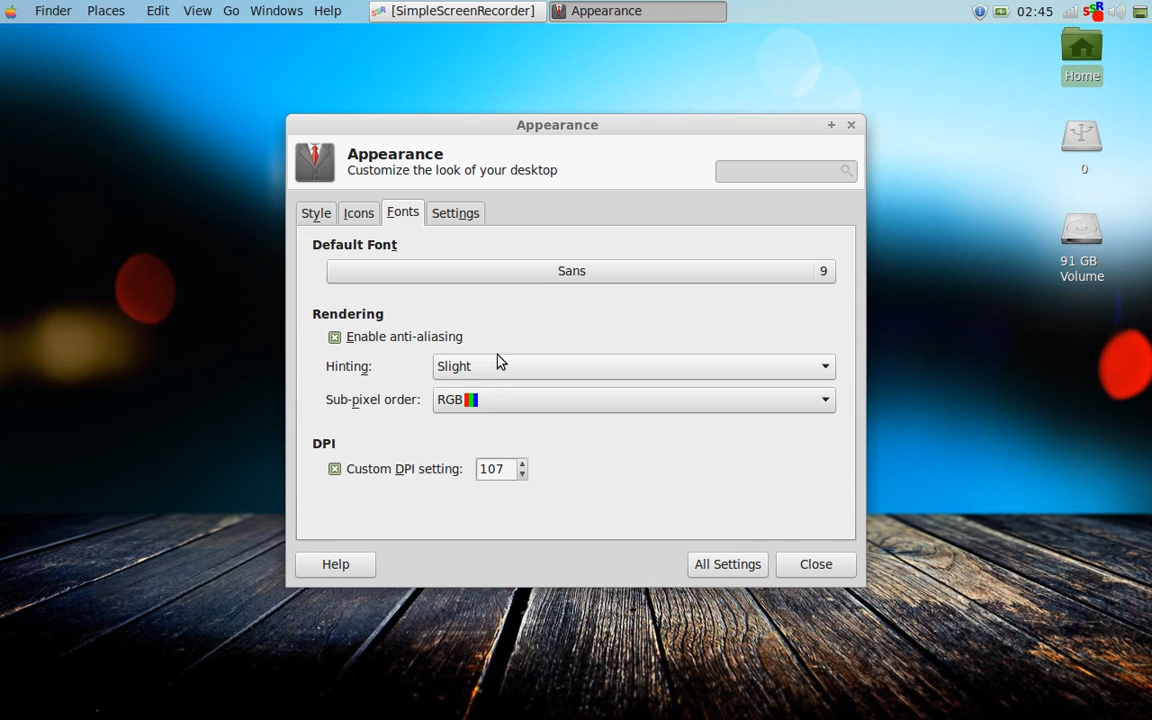 Finder Places Edit View Go Windows Help [SimpleScreenRecorder] Appearance 02:45
SSR
Home
0
91 GB
Volume
Appearance
Appearance
Customize the look of your desktop
Style Icons Fonts Settings
Default Font
Sans 9
Rendering
Enable anti-aliasing
Hinting: Slight
Sub-pixel order: RGB
DPI
Custom DPI setting: 107
Help All Settings Close